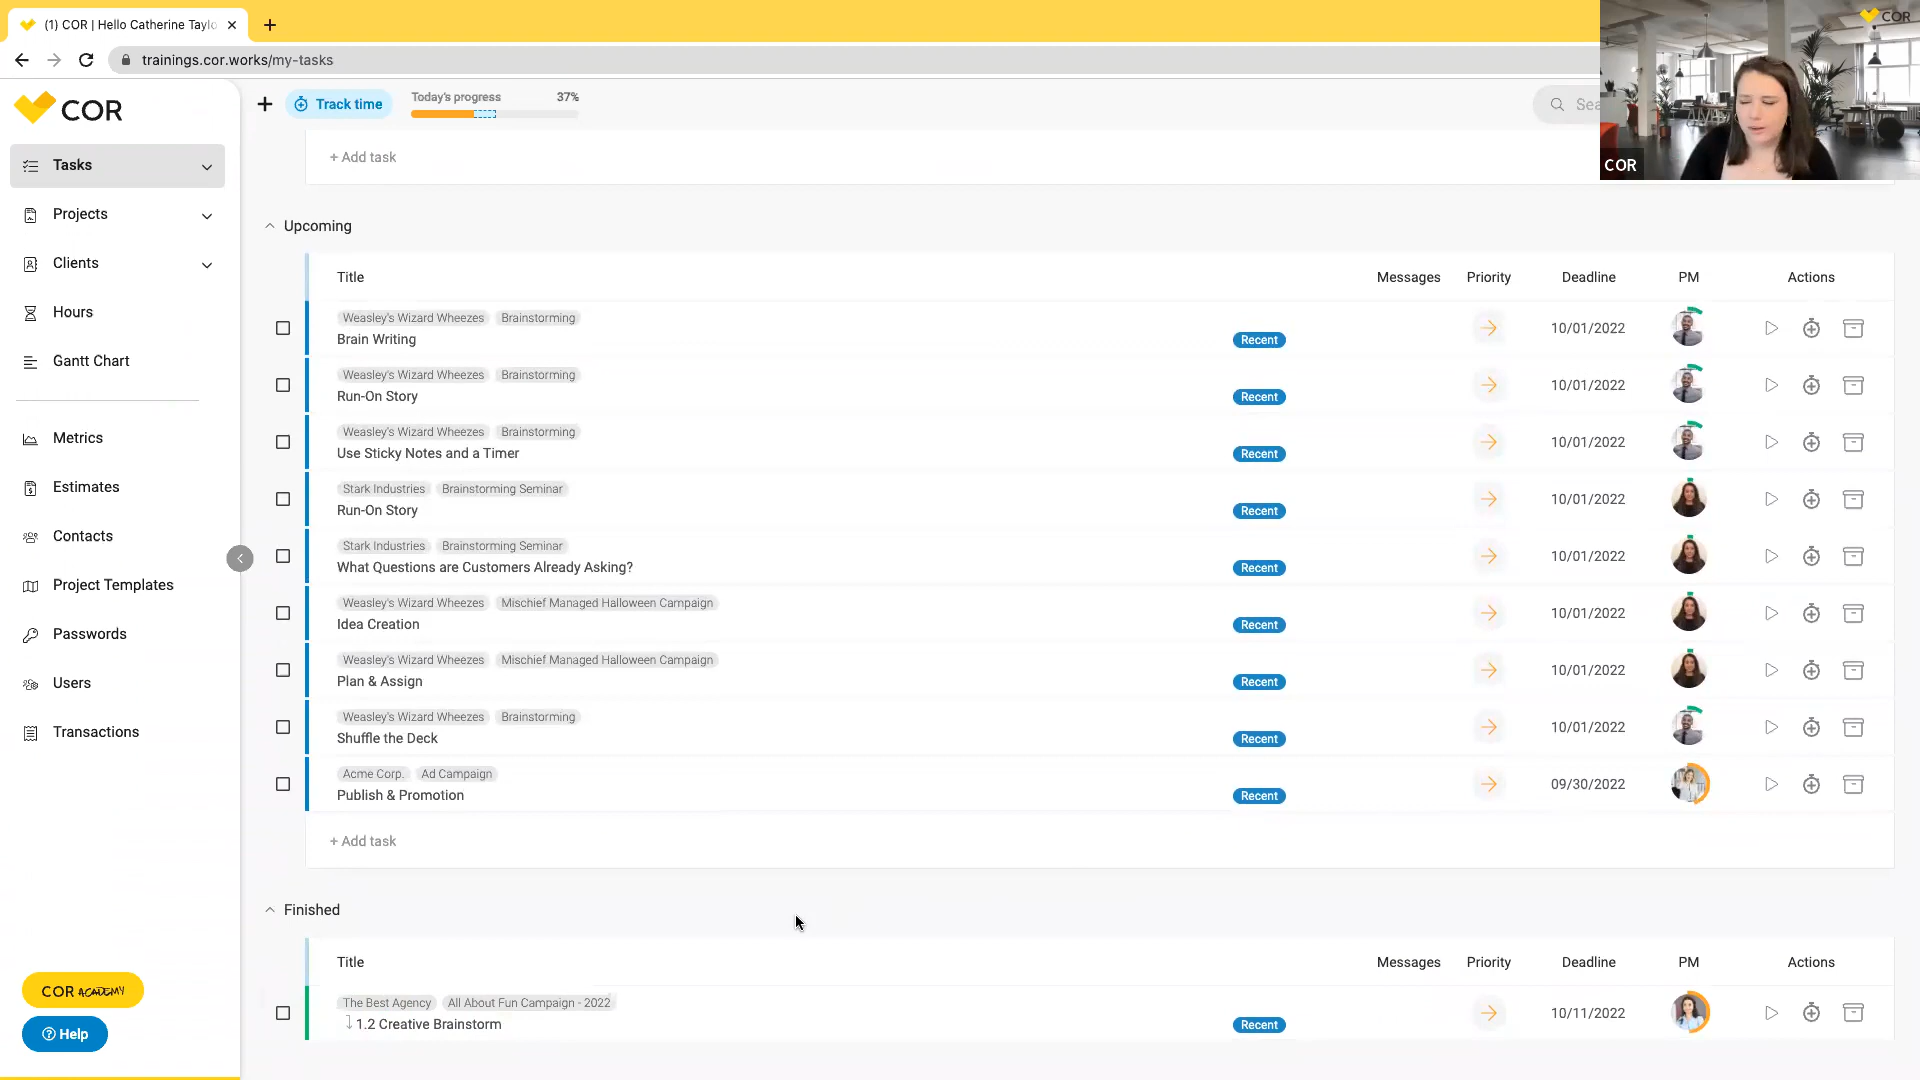 (1) COR | Hello Catherine Taylo
trainings.cor.works/my-tasks
COR
COR
Track time
Today's progress
37%
Sea
COR
Tasks
Projects
Clients
Hours
Gantt Chart
Metrics
Estimates
Contacts
Project Templates
Passwords
Users
Transactions
COR ACADEMY
Help
+ Add task
Upcoming
Title Messages Priority Deadline PM Actions
Weasley's Wizard Wheezes Brainstorming
Brain Writing Recent 10/01/2022
Weasley's Wizard Wheezes Brainstorming
Run-On Story Recent 10/01/2022
Weasley's Wizard Wheezes Brainstorming
Use Sticky Notes and a Timer Recent 10/01/2022
Stark Industries Brainstorming Seminar
Run-On Story Recent 10/01/2022
Stark Industries Brainstorming Seminar
What Questions are Customers Already Asking? Recent 10/01/2022
Weasley's Wizard Wheezes Mischief Managed Halloween Campaign
Idea Creation Recent 10/01/2022
Weasley's Wizard Wheezes Mischief Managed Halloween Campaign
Plan & Assign Recent 10/01/2022
Weasley's Wizard Wheezes Brainstorming
Shuffle the Deck Recent 10/01/2022
Acme Corp. Ad Campaign
Publish & Promotion Recent 09/30/2022
+ Add task
Finished
Title Messages Priority Deadline PM Actions
The Best Agency All About Fun Campaign - 2022
1.2 Creative Brainstorm Recent 10/11/2022